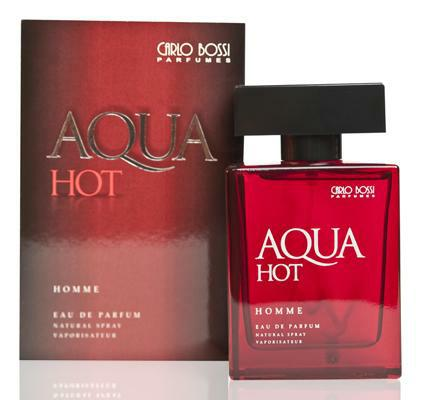 CARLO BOSSI
PARFUMES
AQUA
HOT
HOMME
EAU DE PARFUM
NATURAL SPRAY
VAPORISATEUR
CARLO BOSSI
PARFUMES
AQUA
HOT
HOMME
EAU DE PARFUM
NATURAL SPRAY
VAPORISATEUR